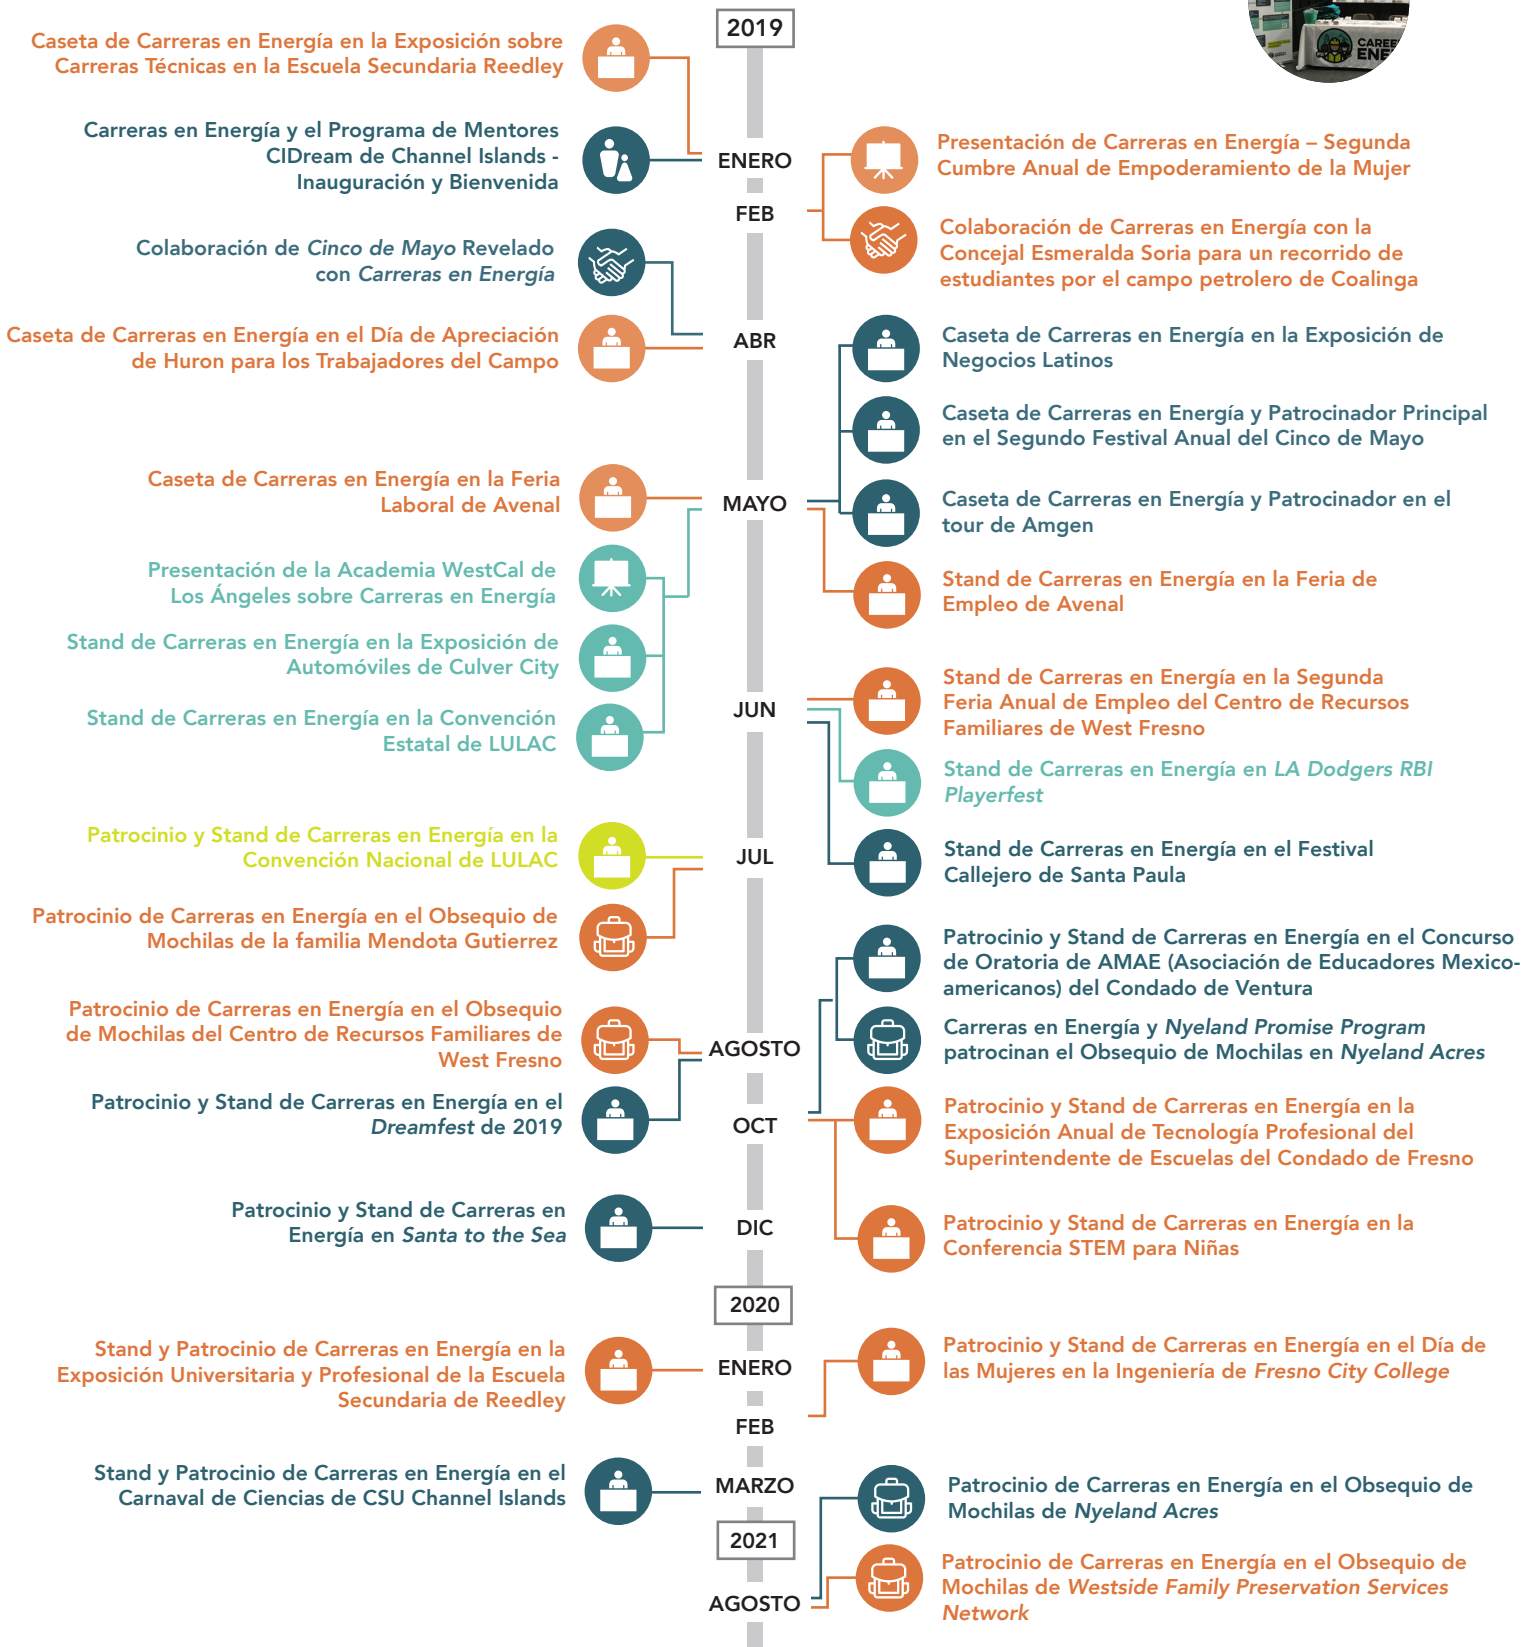 2019
CAREE
ENE
Caseta de Carreras en Energía en la Exposición sobre
Carreras Técnicas en la Escuela Secundaria Reedley
Carreras en Energía y el Programa de Mentores
CIDream de Channel Islands -
Inauguración y Bienvenida
ENERO
Presentación de Carreras en Energía – Segunda
Cumbre Anual de Empoderamiento de la Mujer
FEB
Colaboración de Carreras en Energía con la
Concejal Esmeralda Soria para un recorrido de
estudiantes por el campo petrolero de Coalinga
Colaboración de Cinco de Mayo Revelado
con Carreras en Energía
Caseta de Carreras en Energía en el Día de Apreciación
de Huron para los Trabajadores del Campo
ABR
Caseta de Carreras en Energía en la Exposición de
Negocios Latinos
Caseta de Carreras en Energía y Patrocinador Principal
en el Segundo Festival Anual del Cinco de Mayo
Caseta de Carreras en Energía en la Feria
Laboral de Avenal
MAYO
Caseta de Carreras en Energía y Patrocinador en el
tour de Amgen
Presentación de la Academia WestCal de
Los Ángeles sobre Carreras en Energía
Stand de Carreras en Energía en la Feria de
Empleo de Avenal
Stand de Carreras en Energía en la Exposición de
Automóviles de Culver City
Stand de Carreras en Energía en la Convención
Estatal de LULAC
JUN
Stand de Carreras en Energía en la Segunda
Feria Anual de Empleo del Centro de Recursos
Familiares de West Fresno
Stand de Carreras en Energía en LA Dodgers RBI
Playerfest
Stand de Carreras en Energía en el Festival
Callejero de Santa Paula
Patrocinio y Stand de Carreras en Energía en la
Convención Nacional de LULAC
JUL
Patrocinio de Carreras en Energía en el Obsequio de
Mochilas de la familia Mendota Gutierrez
Patrocinio y Stand de Carreras en Energía en el Concurso
de Oratoria de AMAE (Asociación de Educadores Mexico-
americanos) del Condado de Ventura
Patrocinio de Carreras en Energía en el Obsequio
de Mochilas del Centro de Recursos Familiares de
West Fresno
AGOSTO
Carreras en Energía y Nyeland Promise Program
patrocinan el Obsequio de Mochilas en Nyeland Acres
Patrocinio y Stand de Carreras en Energía en el
Dreamfest de 2019
OCT
Patrocinio y Stand de Carreras en Energía en la
Exposición Anual de Tecnología Profesional del
Superintendente de Escuelas del Condado de Fresno
Patrocinio y Stand de Carreras en
Energía en Santa to the Sea
DIC
Patrocinio y Stand de Carreras en Energía en la
Conferencia STEM para Niñas
2020
Stand y Patrocinio de Carreras en Energía en la
Exposición Universitaria y Profesional de la Escuela
Secundaria de Reedley
ENERO
Patrocinio y Stand de Carreras en Energía en el Día de
las Mujeres en la Ingeniería de Fresno City College
FEB
Stand y Patrocinio de Carreras en Energía en el
Carnaval de Ciencias de CSU Channel Islands
MARZO
Patrocinio de Carreras en Energía en el Obsequio de
Mochilas de Nyeland Acres
2021
AGOSTO
Patrocinio de Carreras en Energía en el Obsequio de
Mochilas de Westside Family Preservation Services
Network